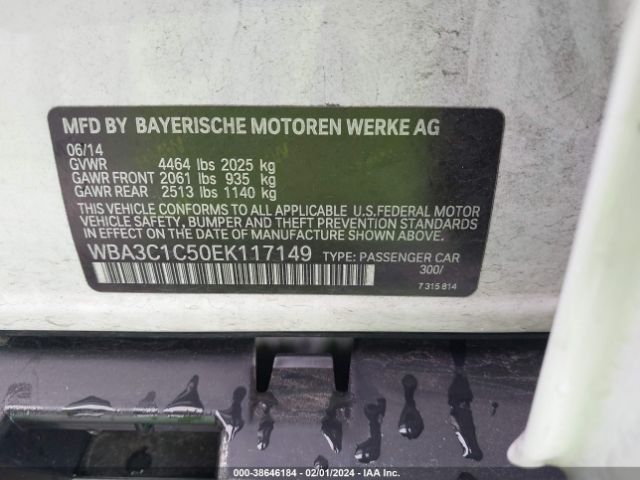 MFD BY BAYERISCHE MOTOREN WERKE AG
06/14
GVWR 4464 lbs 2025 kg
GAWR FRONT 2061 lbs 935 kg
GAWR REAR 2513 lbs 1140 kg
THIS VEHICLE CONFORMS TO ALL APPLICABLE U.S. FEDERAL MOTOR
VEHICLE SAFETY, BUMPER, AND THEFT PREVENTION STANDARDS
IN EFFECT ON THE DATE OF MANUFACTURE SHOWN ABOVE.
WBA3C1C50EK117149 TYPE: PASSENGER CAR
300/
7 315 814
000-38646184 - 02/01/2024 - IAA Inc. ©Copyright